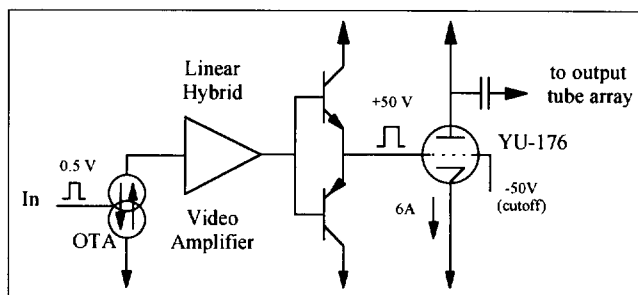 Linear
Hybrid
Video
Amplifier
In
0.5 V
OTA
+50 V
6A
YU-176
-50V
(cutoff)
to output
tube array